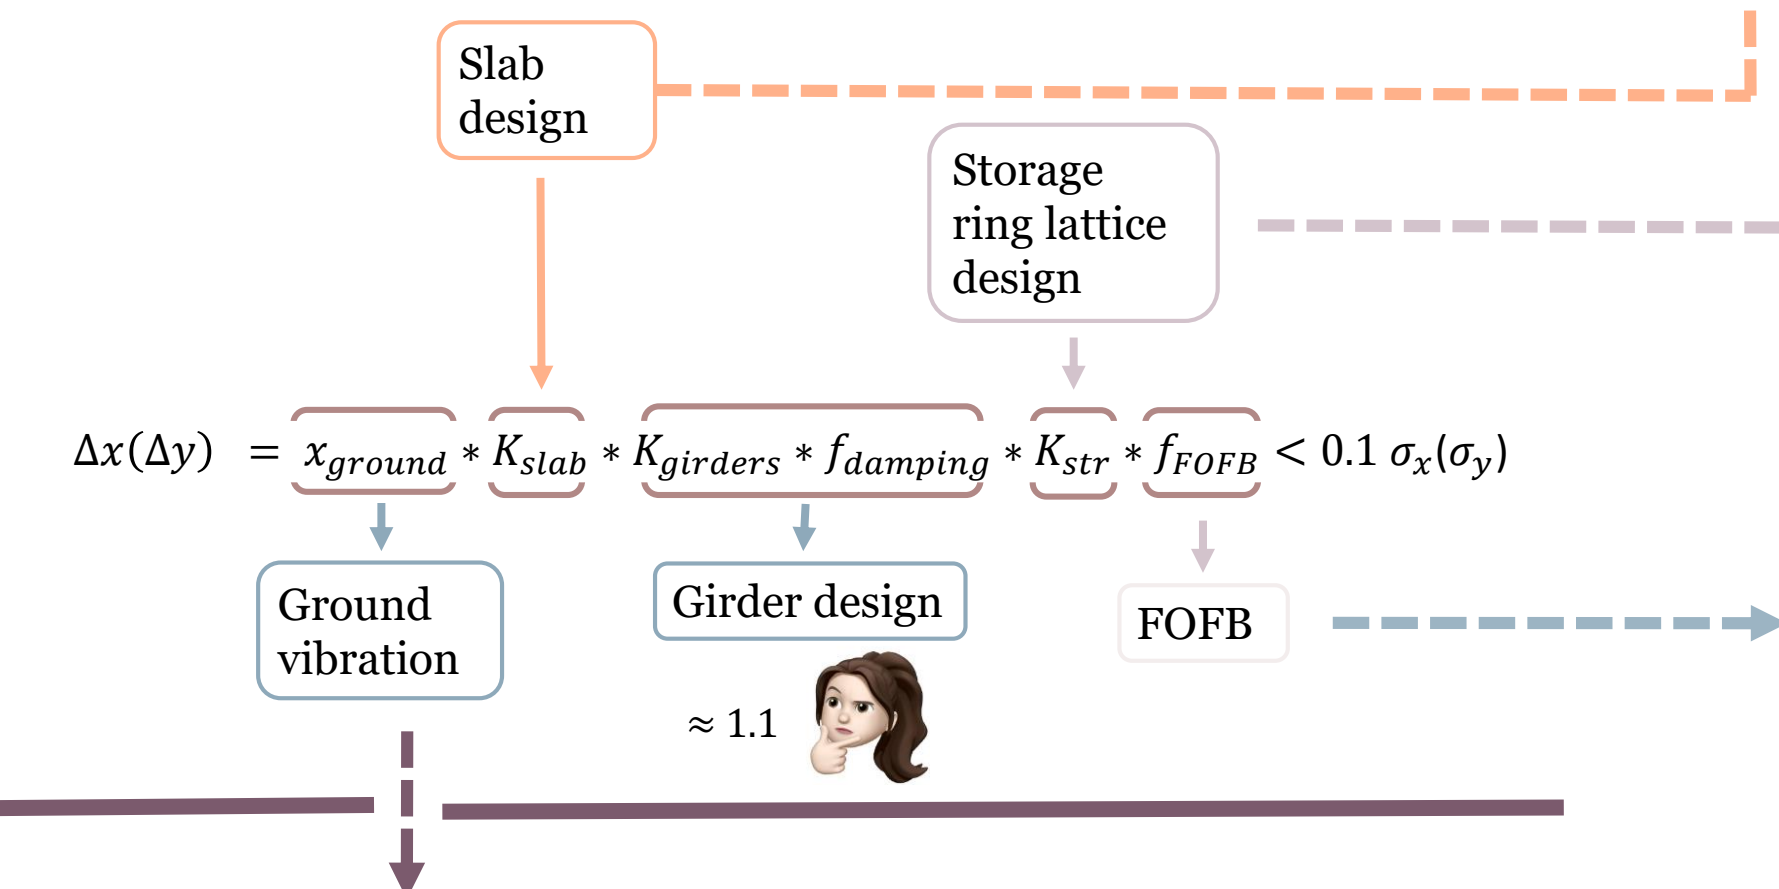 Slab
design
Storage
ring lattice
design
Δx(Δy) = x_ground * K_slab * K_girders * f_damping * K_str * f_FOFB < 0.1 σ_x(σ_y)
Ground
vibration
Girder design
FOFB
≈ 1.1